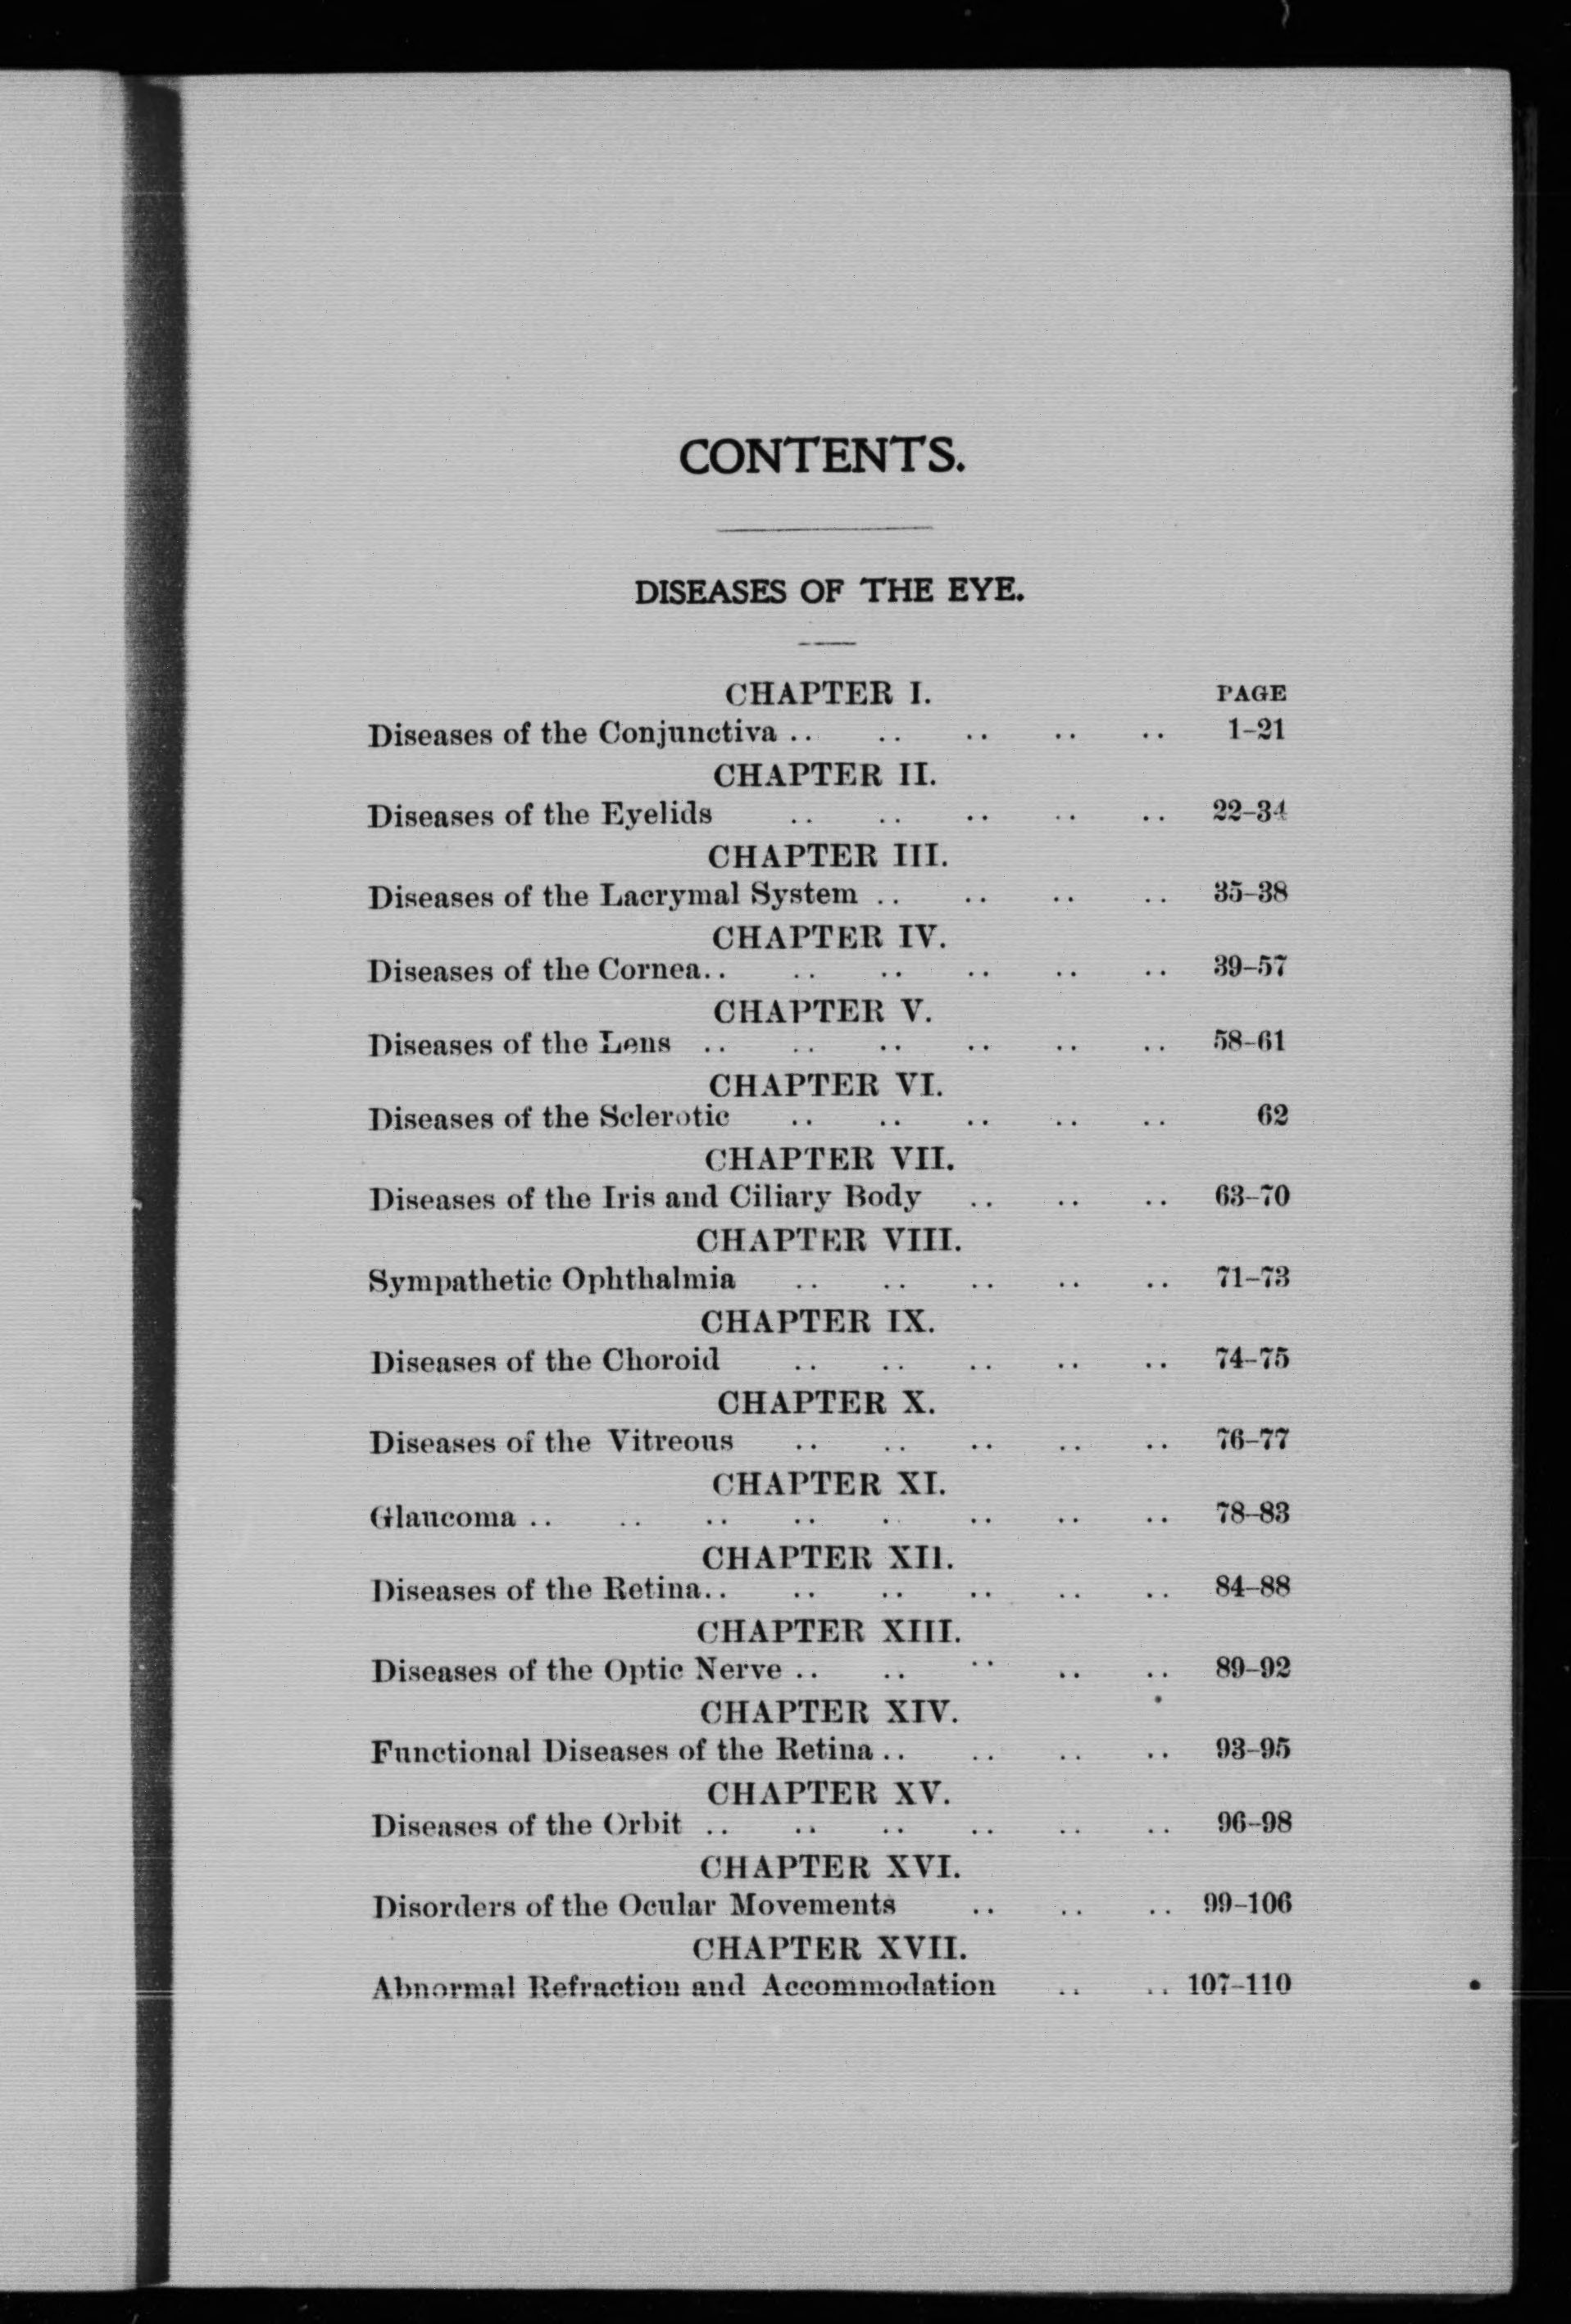 CONTENTS.
DISEASES OF THE EYE.
CHAPTER I. PAGE
Diseases of the Conjunctiva .. .. .. .. .. 1-21
CHAPTER II.
Diseases of the Eyelids .. .. .. .. .. 22-34
CHAPTER III.
Diseases of the Lacrymal System .. .. .. .. 35-38
CHAPTER IV.
Diseases of the Cornea.. .. .. .. .. .. 39-57
CHAPTER V.
Diseases of the Lens .. .. .. .. .. .. 58-61
CHAPTER VI.
Diseases of the Sclerotic .. .. .. .. .. 62
CHAPTER VII.
Diseases of the Iris and Ciliary Body .. .. .. 63-70
CHAPTER VIII.
Sympathetic Ophthalmia .. .. .. .. .. 71-73
CHAPTER IX.
Diseases of the Choroid .. .. .. .. .. 74-75
CHAPTER X.
Diseases of the Vitreous .. .. .. .. .. 76-77
CHAPTER XI.
Glaucoma .. .. .. .. . .. .. .. 78-83
CHAPTER XII.
Diseases of the Retina.. .. .. .. .. .. 84-88
CHAPTER XIII.
Diseases of the Optic Nerve .. .. .. .. .. 89-92
CHAPTER XIV.
Functional Diseases of the Retina .. .. .. .. 93-95
CHAPTER XV.
Diseases of the Orbit .. .. .. .. .. .. 96-98
CHAPTER XVI.
Disorders of the Ocular Movements .. .. .. 99-106
CHAPTER XVII.
Abnormal Refraction and Accommodation .. .. 107-110